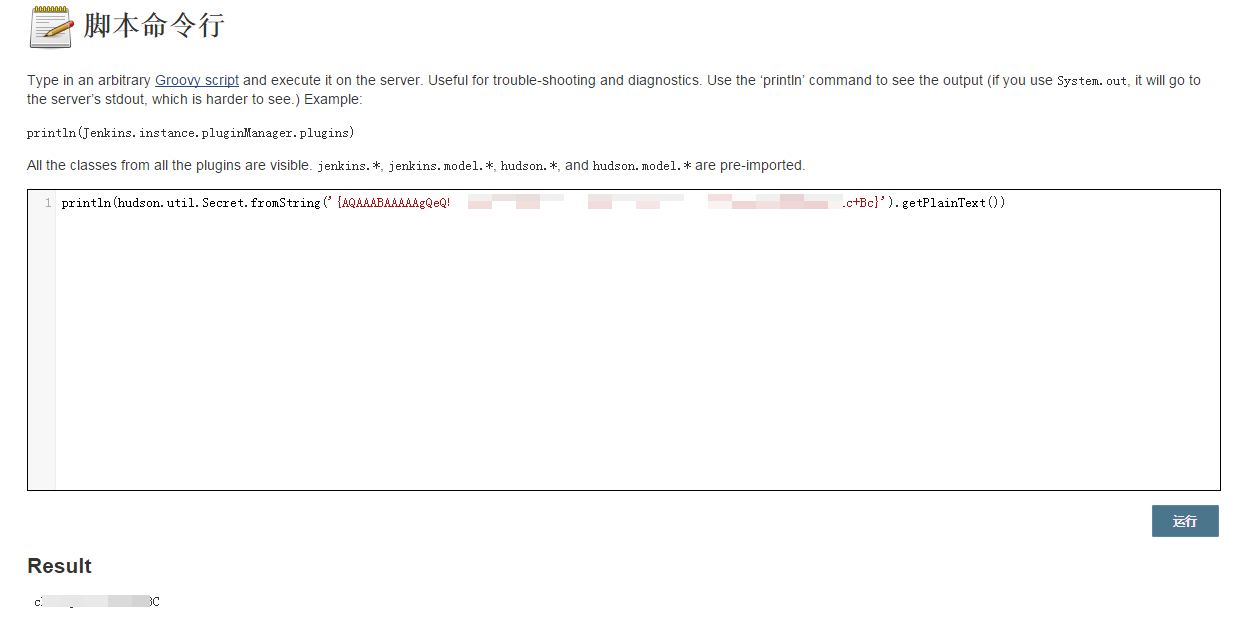 脚本命令行
Type in an arbitrary Groovy script and execute it on the server. Useful for trouble-shooting and diagnostics. Use the ‘println’ command to see the output (if you use System.out, it will go to
the server’s stdout, which is harder to see.) Example:
println(Jenkins.instance.pluginManager.plugins)
All the classes from all the plugins are visible. jenkins.*, jenkins.model.*, hudson.*, and hudson.model.* are pre-imported.
1 println(hudson.util.Secret.fromString('{AQAAABAAAAAgQeQ c+Bc}').getPlainText())
运行
Result